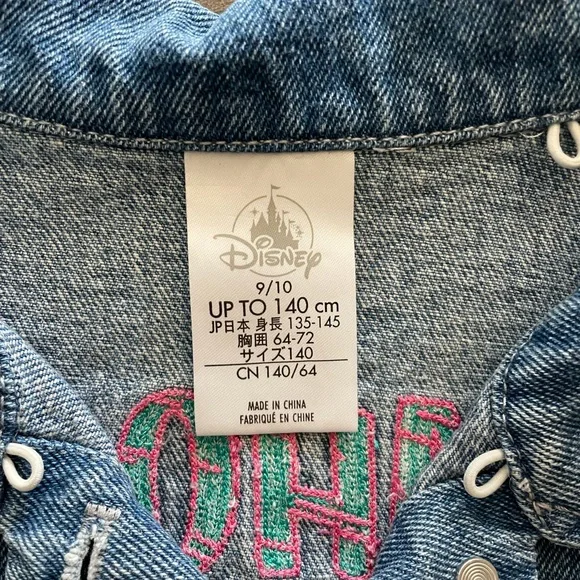 Disney
9/10
UP TO 140 cm
JP日本 身長 135-145
胸囲 64-72
サイズ140
CN 140/64
MADE IN CHINA
FABRIQUÉ EN CHINE